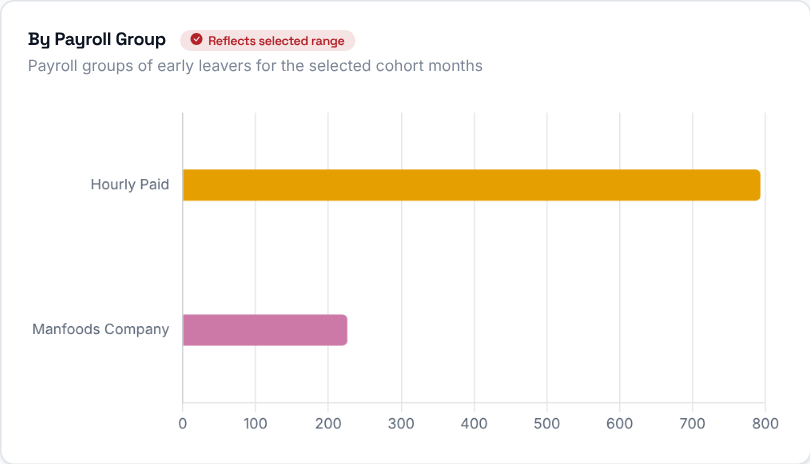 By Payroll Group
Reflects selected range
Payroll groups of early leavers for the selected cohort months
Hourly Paid
Manfoods Company
0 100 200 300 400 500 600 700 800